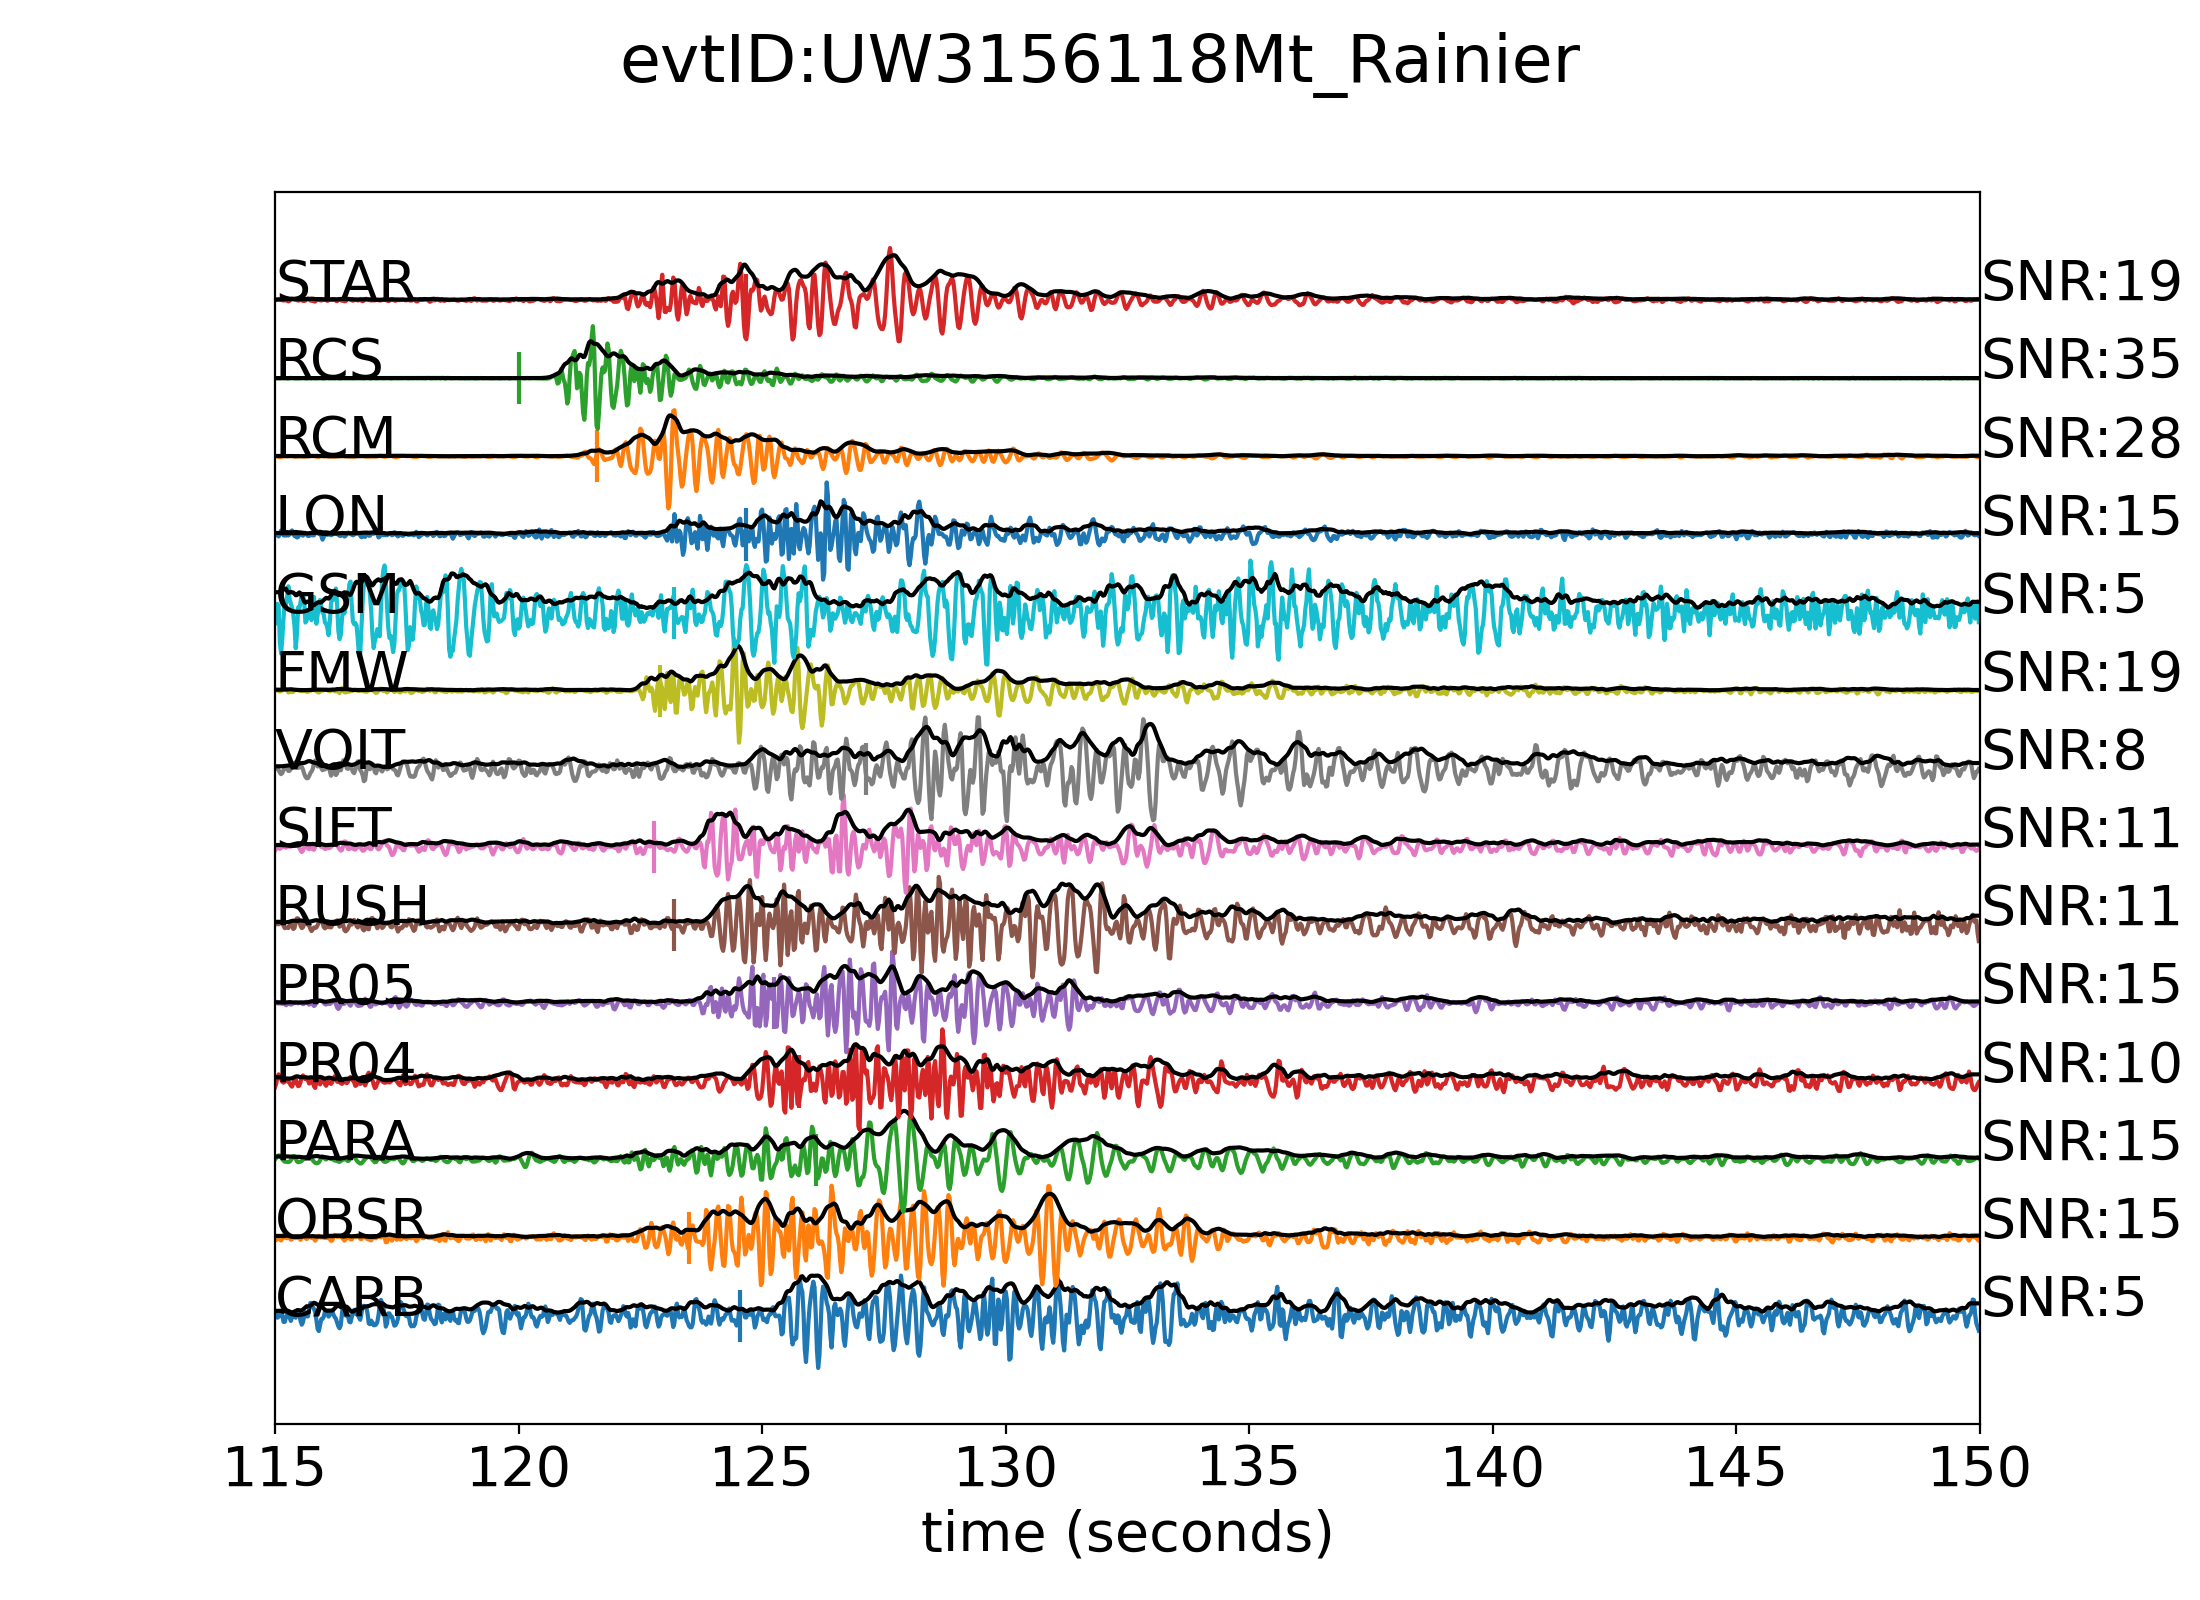 evtID:UW3156118Mt_Rainier
STAR SNR:19
RCS SNR:35
RCM SNR:28
LON SNR:15
GSM SNR:5
FMW SNR:19
VOIT SNR:8
SIFT SNR:11
RUSH SNR:11
PR05 SNR:15
PR04 SNR:10
PARA SNR:15
OBSR SNR:15
CARB SNR:5
115 120 125 130 135 140 145 150
time (seconds)